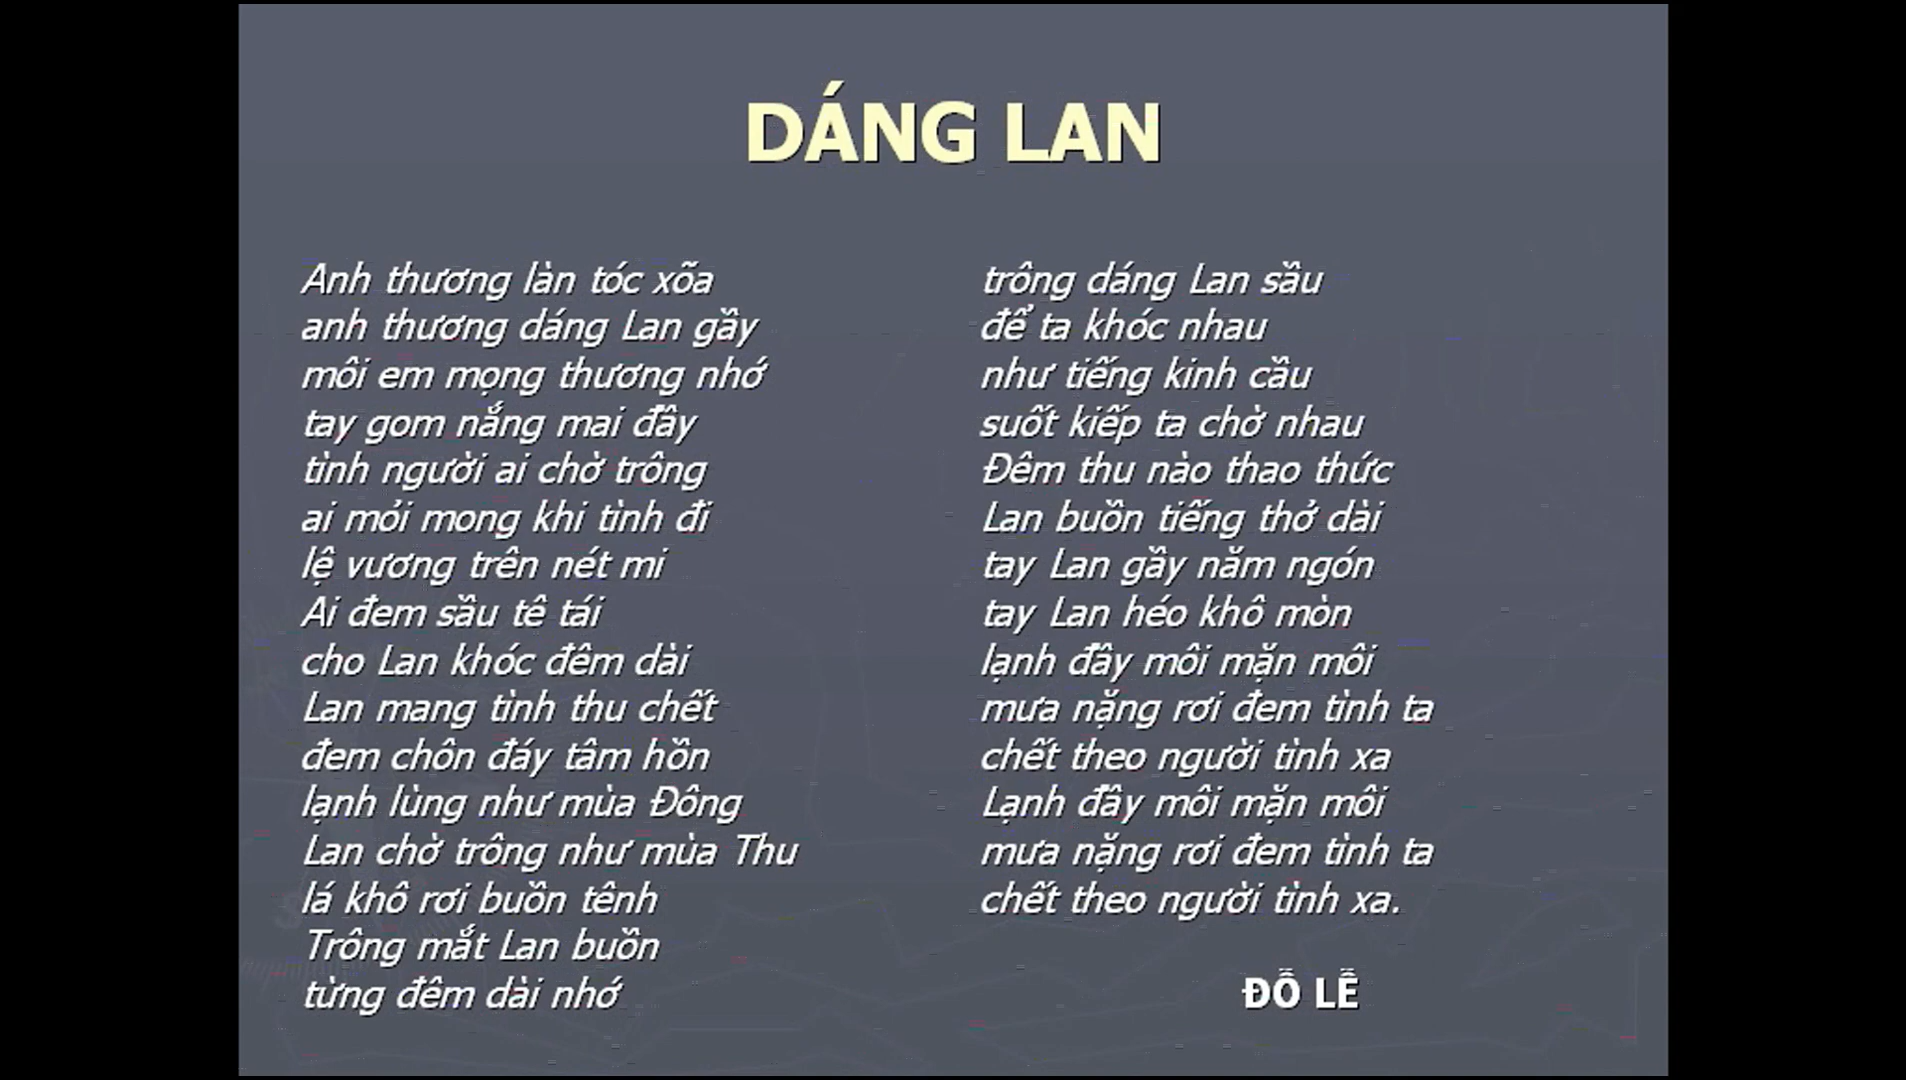 DÁNG LAN
Anh thương làn tóc xõa
anh thương dáng Lan gầy
môi em mọng thương nhớ
tay gom nắng mai đầy
tình người ai chờ trông
ai mỏi mong khi tình đi
lệ vương trên nét mi
Ai đem sầu tê tái
cho Lan khóc đêm dài
Lan mang tình thu chết
đem chôn đáy tâm hồn
lạnh lùng như mùa Đông
Lan chờ trông như mùa Thu
lá khô rơi buồn tênh
Trông mắt Lan buồn
từng đêm dài nhớ
trông dáng Lan sầu
để ta khóc nhau
như tiếng kinh cầu
suốt kiếp ta chờ nhau
Đêm thu nào thao thức
Lan buồn tiếng thở dài
tay Lan gầy năm ngón
tay Lan héo khô mòn
lạnh đầy môi mặn môi
mưa nặng rơi đem tình ta
chết theo người tình xa
Lạnh đầy môi mặn môi
mưa nặng rơi đem tình ta
chết theo người tình xa.
ĐỖ LỄ